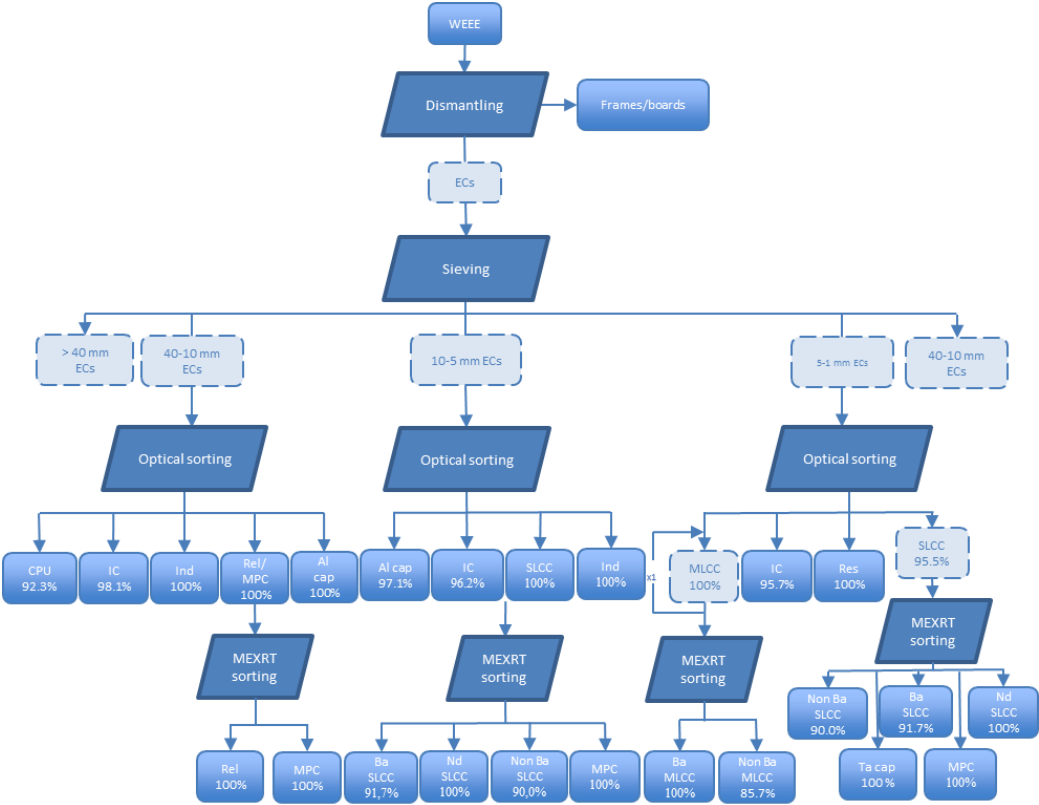 WEEE
Dismantling
Frames/boards
ECs
Sieving
> 40 mm
ECs
40-10 mm
ECs
10-5 mm ECs
5-1 mm ECs
40-10 mm
ECs
Optical sorting
Optical sorting
Optical sorting
CPU
92.3%
IC
98.1%
Ind
100%
Rel/
MPC
100%
Al
cap
100%
Al cap
97.1%
IC
96.2%
SLCC
100%
Ind
100%
x1
MLCC
100%
IC
95.7%
Res
100%
SLCC
95.5%
MEXRT
sorting
MEXRT
sorting
MEXRT
sorting
MEXRT
sorting
Rel
100%
MPC
100%
Ba
SLCC
91,7%
Nd
SLCC
100%
Non Ba
SLCC
90,0%
MPC
100%
Ba
MLCC
100%
Non Ba
MLCC
85.7%
Non Ba
SLCC
90.0%
Ba
SLCC
91.7%
Nd
SLCC
100%
Ta cap
100 %
MPC
100%